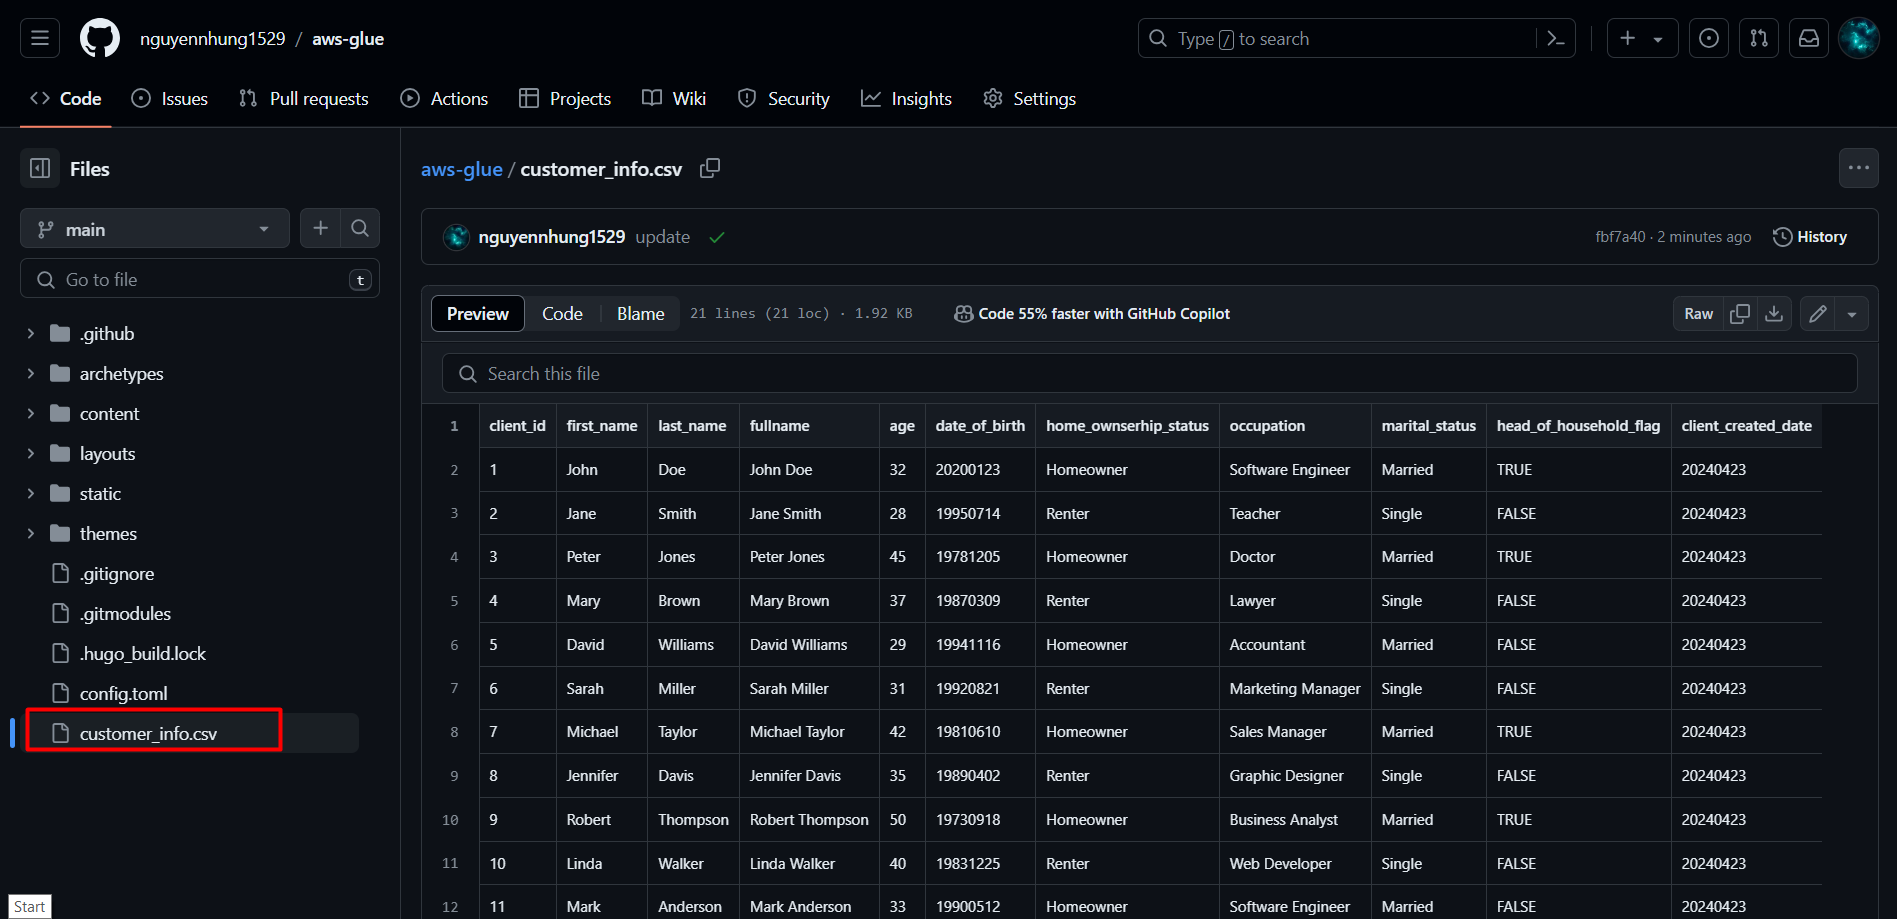 nguyennhung1529 / aws-glue
Type / to search
Code Issues Pull requests Actions Projects Wiki Security Insights Settings
Files
main
Go to file t
.github
archetypes
content
layouts
static
themes
.gitignore
.gitmodules
.hugo_build.lock
config.toml
customer_info.csv
Start
aws-glue / customer_info.csv
nguyennhung1529 update fbf7a40 · 2 minutes ago History
Preview Code Blame 21 lines (21 loc) · 1.92 KB Code 55% faster with GitHub Copilot Raw
Search this file
1 client_id first_name last_name fullname age date_of_birth home_ownserhip_status occupation marital_status head_of_household_flag client_created_date
2 1 John Doe John Doe 32 20200123 Homeowner Software Engineer Married TRUE 20240423
3 2 Jane Smith Jane Smith 28 19950714 Renter Teacher Single FALSE 20240423
4 3 Peter Jones Peter Jones 45 19781205 Homeowner Doctor Married TRUE 20240423
5 4 Mary Brown Mary Brown 37 19870309 Renter Lawyer Single FALSE 20240423
6 5 David Williams David Williams 29 19941116 Homeowner Accountant Married FALSE 20240423
7 6 Sarah Miller Sarah Miller 31 19920821 Renter Marketing Manager Single FALSE 20240423
8 7 Michael Taylor Michael Taylor 42 19810610 Homeowner Sales Manager Married TRUE 20240423
9 8 Jennifer Davis Jennifer Davis 35 19890402 Renter Graphic Designer Single FALSE 20240423
10 9 Robert Thompson Robert Thompson 50 19730918 Homeowner Business Analyst Married TRUE 20240423
11 10 Linda Walker Linda Walker 40 19831225 Renter Web Developer Single FALSE 20240423
12 11 Mark Anderson Mark Anderson 33 19900512 Homeowner Software Engineer Married FALSE 20240423